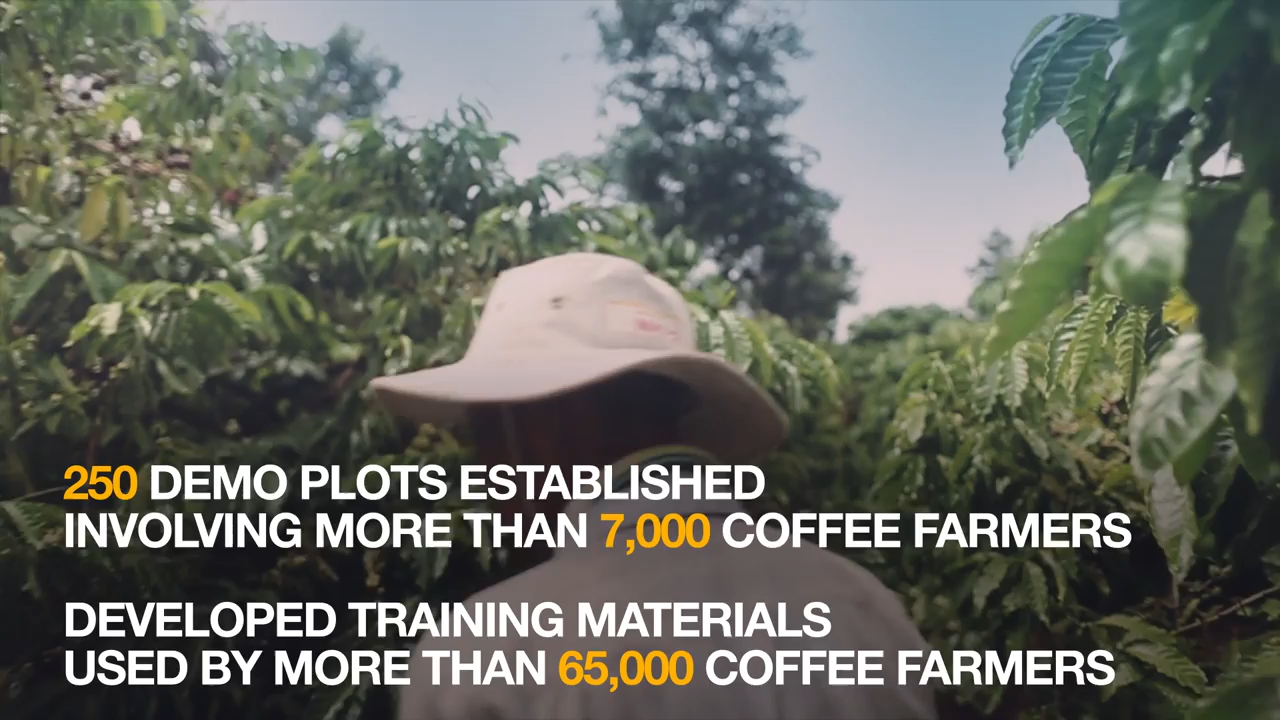 250 DEMO PLOTS ESTABLISHED
INVOLVING MORE THAN 7,000 COFFEE FARMERS
DEVELOPED TRAINING MATERIALS
USED BY MORE THAN 65,000 COFFEE FARMERS